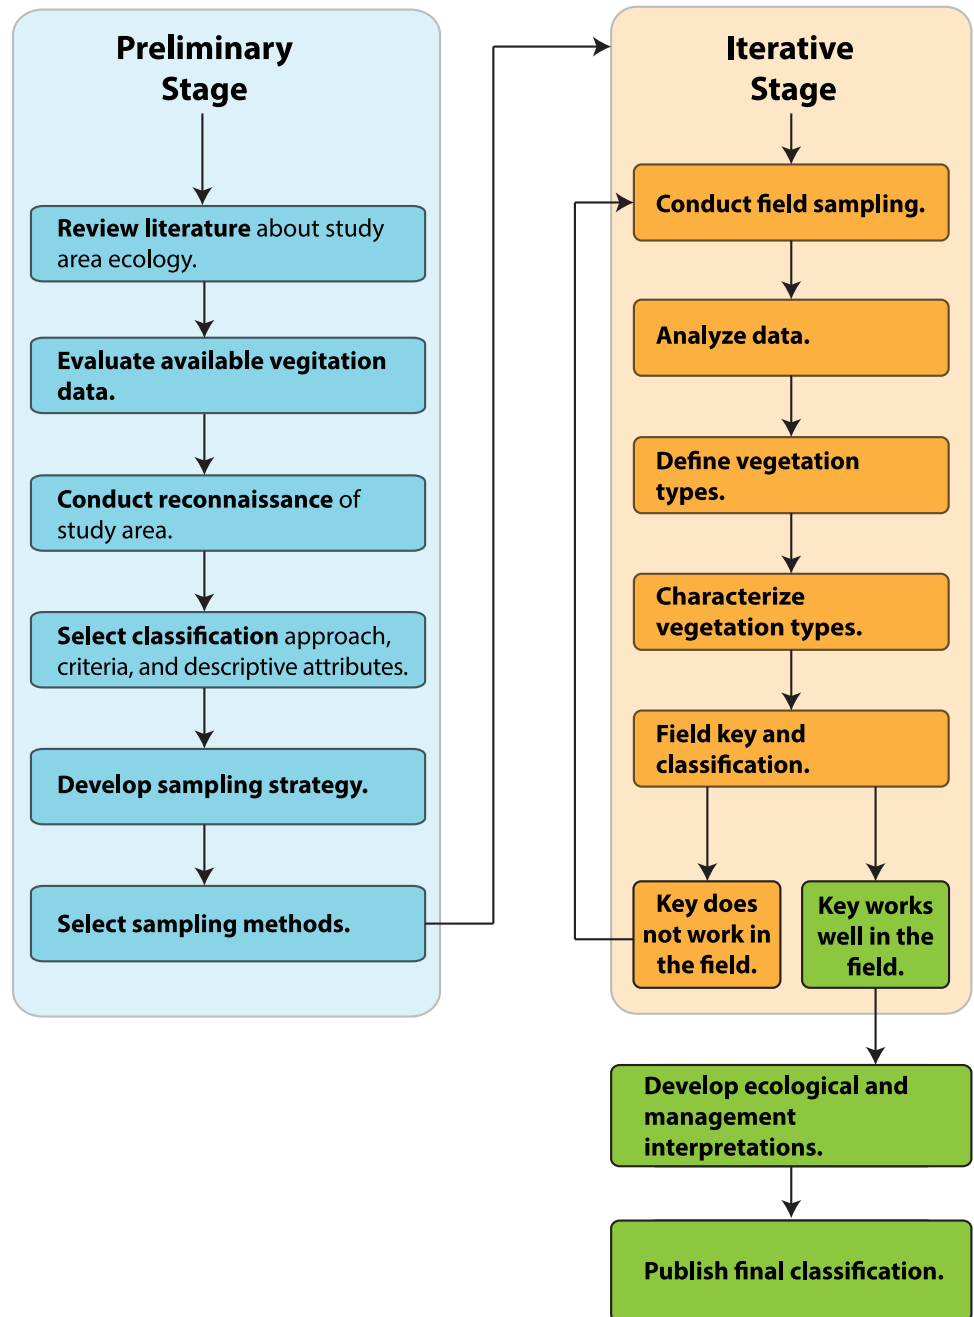 Preliminary
Stage
Review literature about study
area ecology.
Evaluate available vegitation
data.
Conduct reconnaissance of
study area.
Select classification approach,
criteria, and descriptive attributes.
Develop sampling strategy.
Select sampling methods.
Iterative
Stage
Conduct field sampling.
Analyze data.
Define vegetation
types.
Characterize
vegetation types.
Field key and
classification.
Key does
not work in
the field.
Key works
well in the
field.
Develop ecological and
management
interpretations.
Publish final classification.